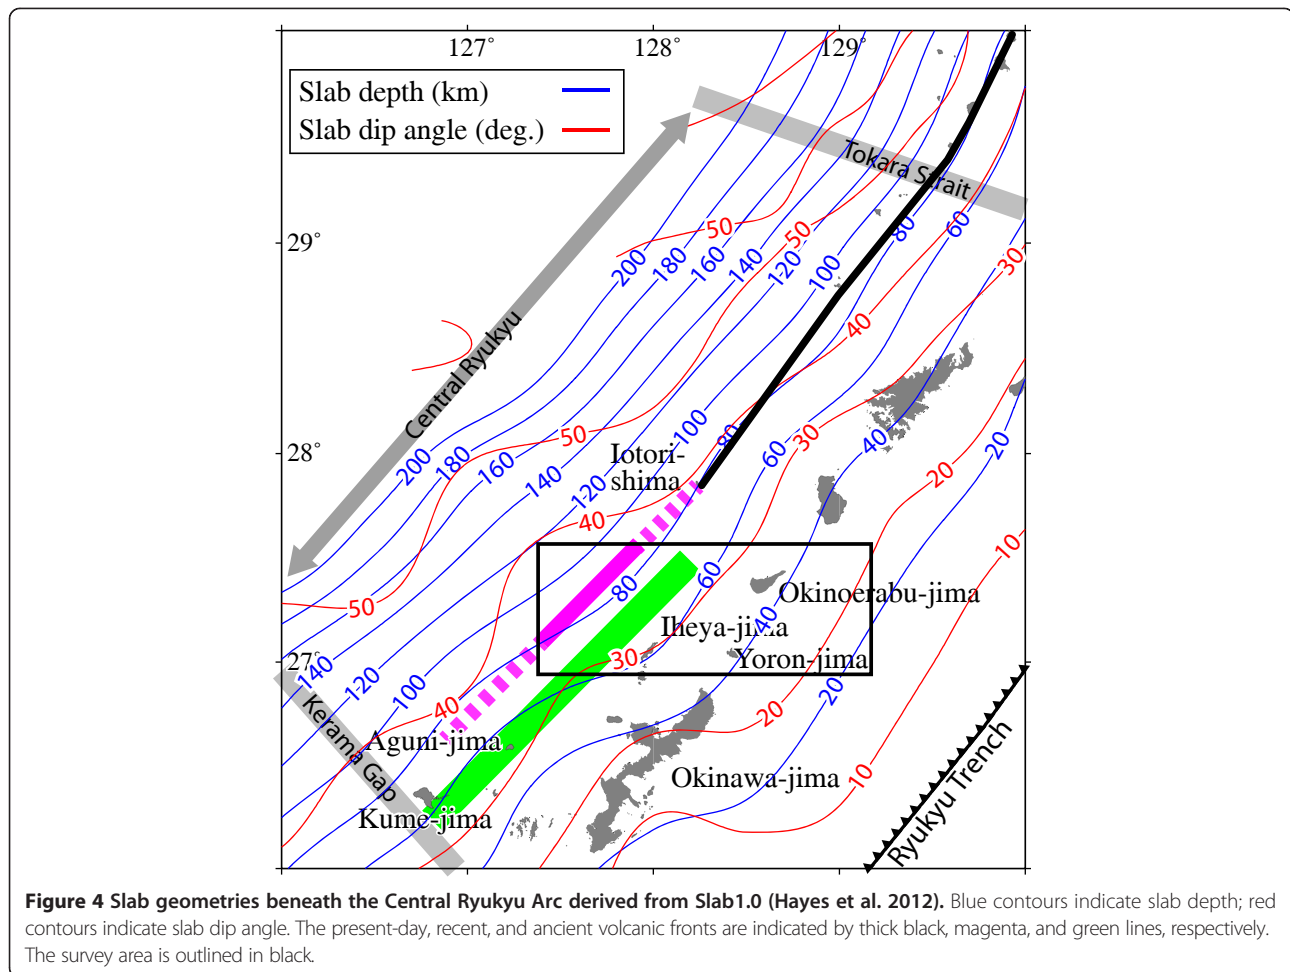 127° 128° 129°
Slab depth (km)
Slab dip angle (deg.)
Tokara Strait
29°
200 180 160 140 120 100 80 60
50 50 30
40
Central Ryukyu
28°
200 180 160 140 120 100 80 60 40 20
50 40 30 20 10
Iotori-
shima
50
80 60 40 20
Okinoerabu-jima
Iheya-jima
Yoron-jima
27°
140 120 100
40 30 20 10
Kerama Gap
Aguni-jima
Okinawa-jima
Kume-jima
Ryukyu Trench
Figure 4 Slab geometries beneath the Central Ryukyu Arc derived from Slab1.0 (Hayes et al. 2012). Blue contours indicate slab depth; red
contours indicate slab dip angle. The present-day, recent, and ancient volcanic fronts are indicated by thick black, magenta, and green lines, respectively.
The survey area is outlined in black.